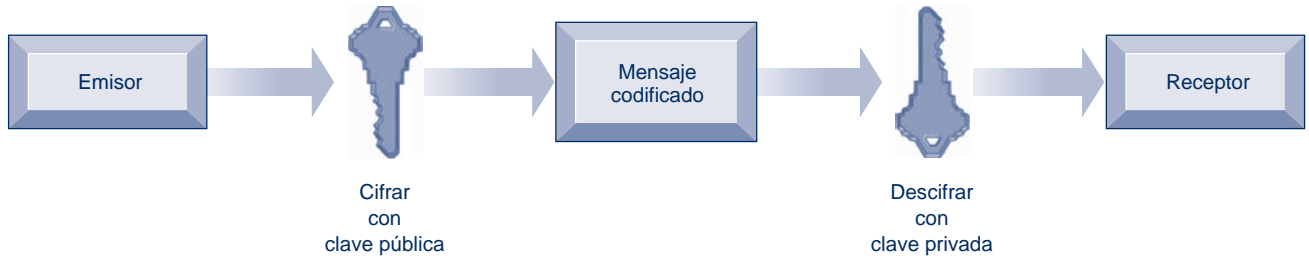 Emisor
Mensaje
codificado
Receptor
Cifrar
con
clave pública
Descifrar
con
clave privada